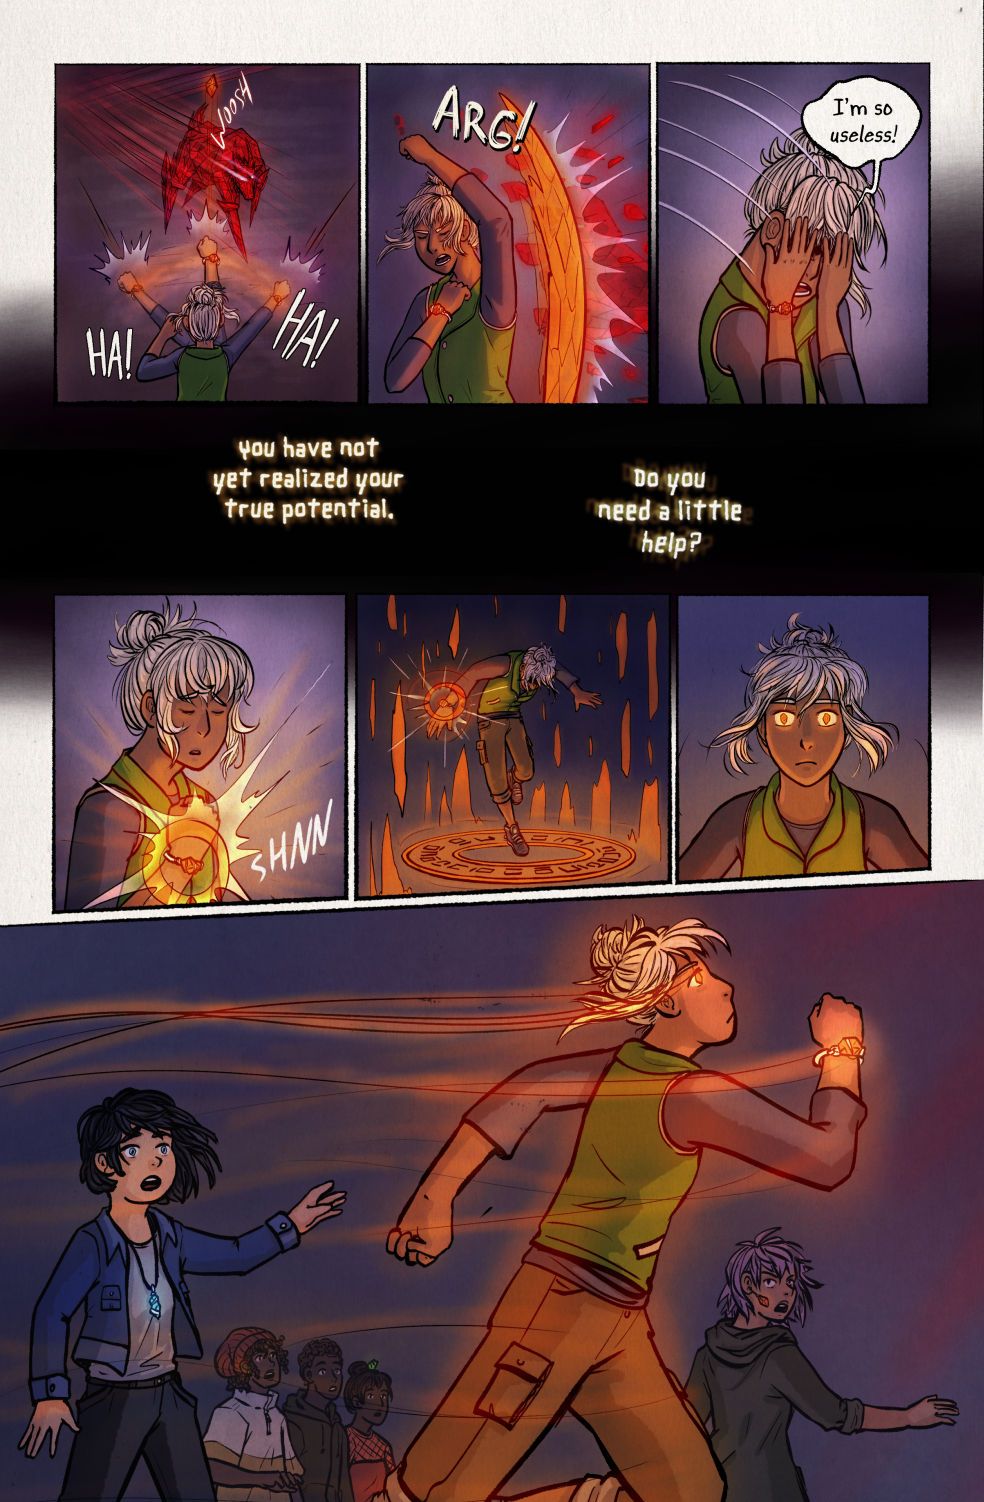 WOOSH
HA!
HA!
ARG!
I'm so
useless!
you have not
yet realized your
true potential.
Do you
need a little
help?
SHNN